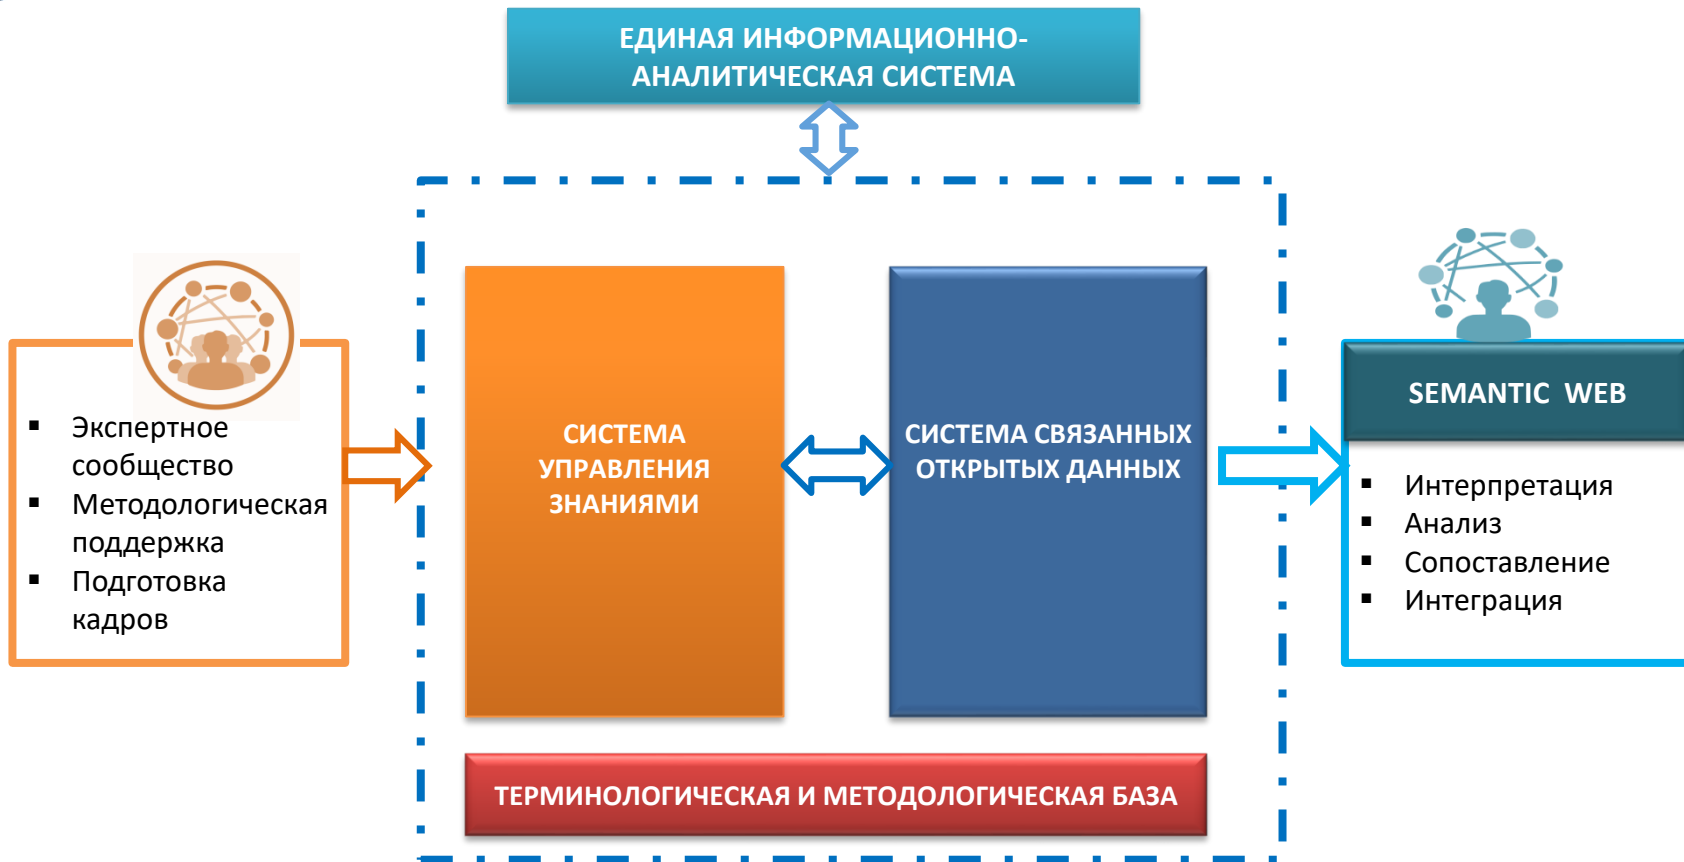 ЕДИНАЯ ИНФОРМАЦИОННО-
АНАЛИТИЧЕСКАЯ СИСТЕМА
▪ Экспертное
сообщество
▪ Методологическая
поддержка
▪ Подготовка
кадров
СИСТЕМА
УПРАВЛЕНИЯ
ЗНАНИЯМИ
СИСТЕМА СВЯЗАННЫХ
ОТКРЫТЫХ ДАННЫХ
SEMANTIC WEB
▪ Интерпретация
▪ Анализ
▪ Сопоставление
▪ Интеграция
ТЕРМИНОЛОГИЧЕСКАЯ И МЕТОДОЛОГИЧЕСКАЯ БАЗА